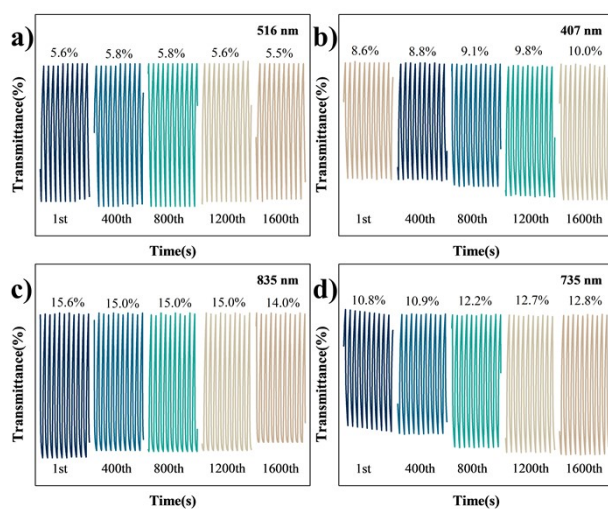 a)
516 nm
5.6% 5.8% 5.8% 5.6% 5.5%
Transmittance(%)
1st 400th 800th 1200th 1600th
Time(s)
b)
407 nm
8.6% 8.8% 9.1% 9.8% 10.0%
Transmittance(%)
1st 400th 800th 1200th 1600th
Time(s)
c)
835 nm
15.6% 15.0% 15.0% 15.0% 14.0%
Transmittance(%)
1st 400th 800th 1200th 1600th
Time(s)
d)
735 nm
10.8% 10.9% 12.2% 12.7% 12.8%
Transmittance(%)
1st 400th 800th 1200th 1600th
Time(s)